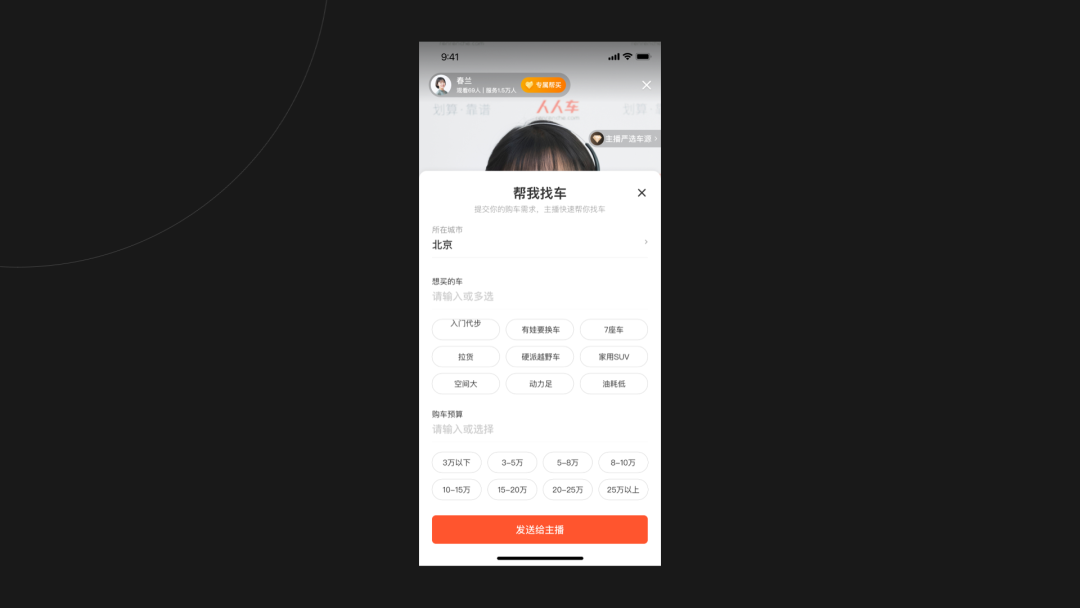 9:41
春兰
观看68人 | 服务1.5万人
专属帮买
划算·靠谱
人人车
划算
主播严选车源
帮我找车
提交你的购车需求，主播快速帮你找车
所在城市
北京
想买的车
请输入或多选
入门代步 有娃要换车 7座车
拉货 硬派越野车 家用SUV
空间大 动力足 油耗低
购车预算
请输入或选择
3万以下 3-5万 5-8万 8-10万
10-15万 15-20万 20-25万 25万以上
发送给主播